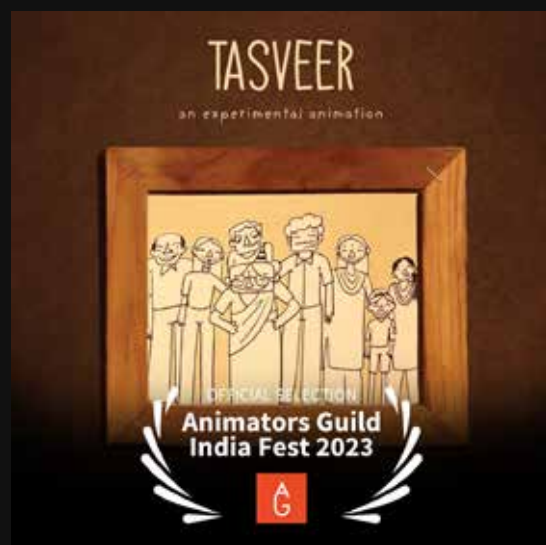 TASVEER
an experimental animation
OFFICIAL SELECTION
Animators Guild
India Fest 2023
AG